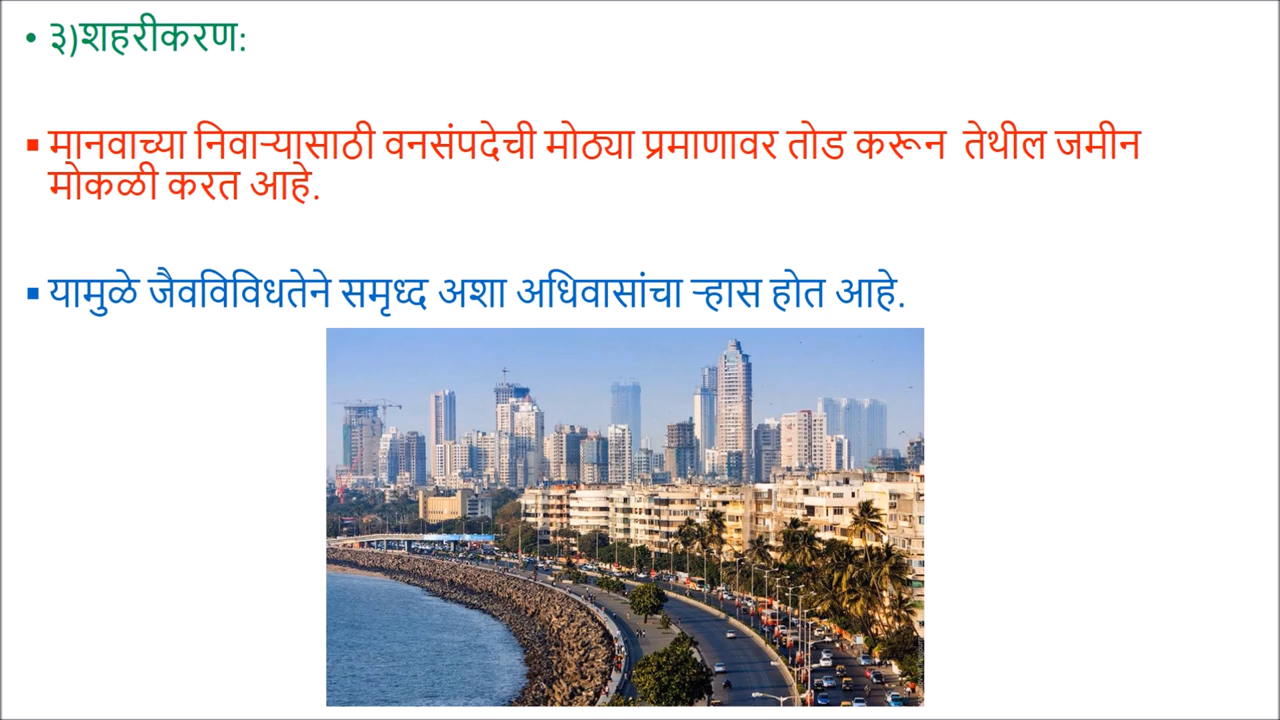 • ३)शहरीकरण:
▪ मानवाच्या निवाऱ्यासाठी वनसंपदेची मोठ्या प्रमाणावर तोड करून तेथील जमीन
मोकळी करत आहे.
▪ यामुळे जैवविविधतेने समृध्द अशा अधिवासांचा ऱ्हास होत आहे.